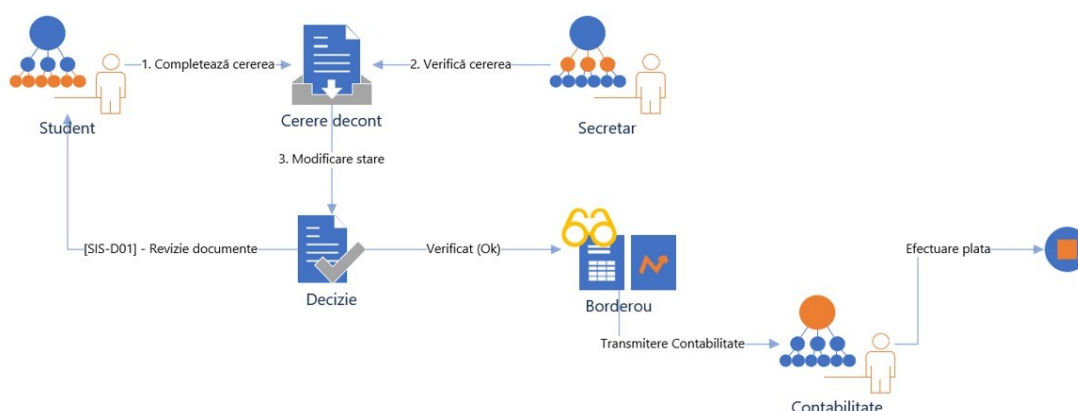 1. Completează cererea
2. Verifică cererea
Student
Cerere decont
Secretar
3. Modificare stare
[SIS-D01] - Revizie documente
Verificat (Ok)
Efectuare plata
Decizie
Borderou
Transmitere Contabilitate
Contabilitate